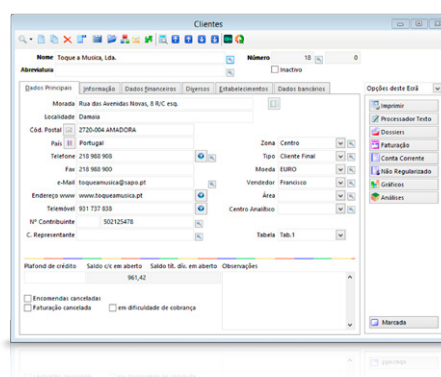 Clientes
Nome Toque a Musica, Lda. Número 18 0
Abreviatura Inactivo
Dados Principais Informação Dados financeiros Diversos Estabelecimentos Dados bancários Opções deste Ecrã
Morada Rua das Avenidas Novas, 8 R/C esq. Imprimir
Localidade Damaia Processador Texto
Cód. Postal 2720-004 AMADORA Dossiers
País Portugal Zona Centro Faturação
Telefone 218 988 908 Tipo Cliente Final Conta Corrente
Fax 218 988 900 Moeda EURO Não Regularizado
e-Mail toqueamusica@sapo.pt Vendedor Francisco Gráficos
Endereço www www.toqueamusica.pt Área Análises
Telemóvel 931 737 838 Centro Analítico
Nº Contribuinte 502125478
C. Representante Tabela Tab.1
Plafond de crédito Saldo c/c em aberto Saldo tit. div. em aberto Observações
961,42
Encomendas canceladas
Faturação cancelada em dificuldade de cobrança
Marcada